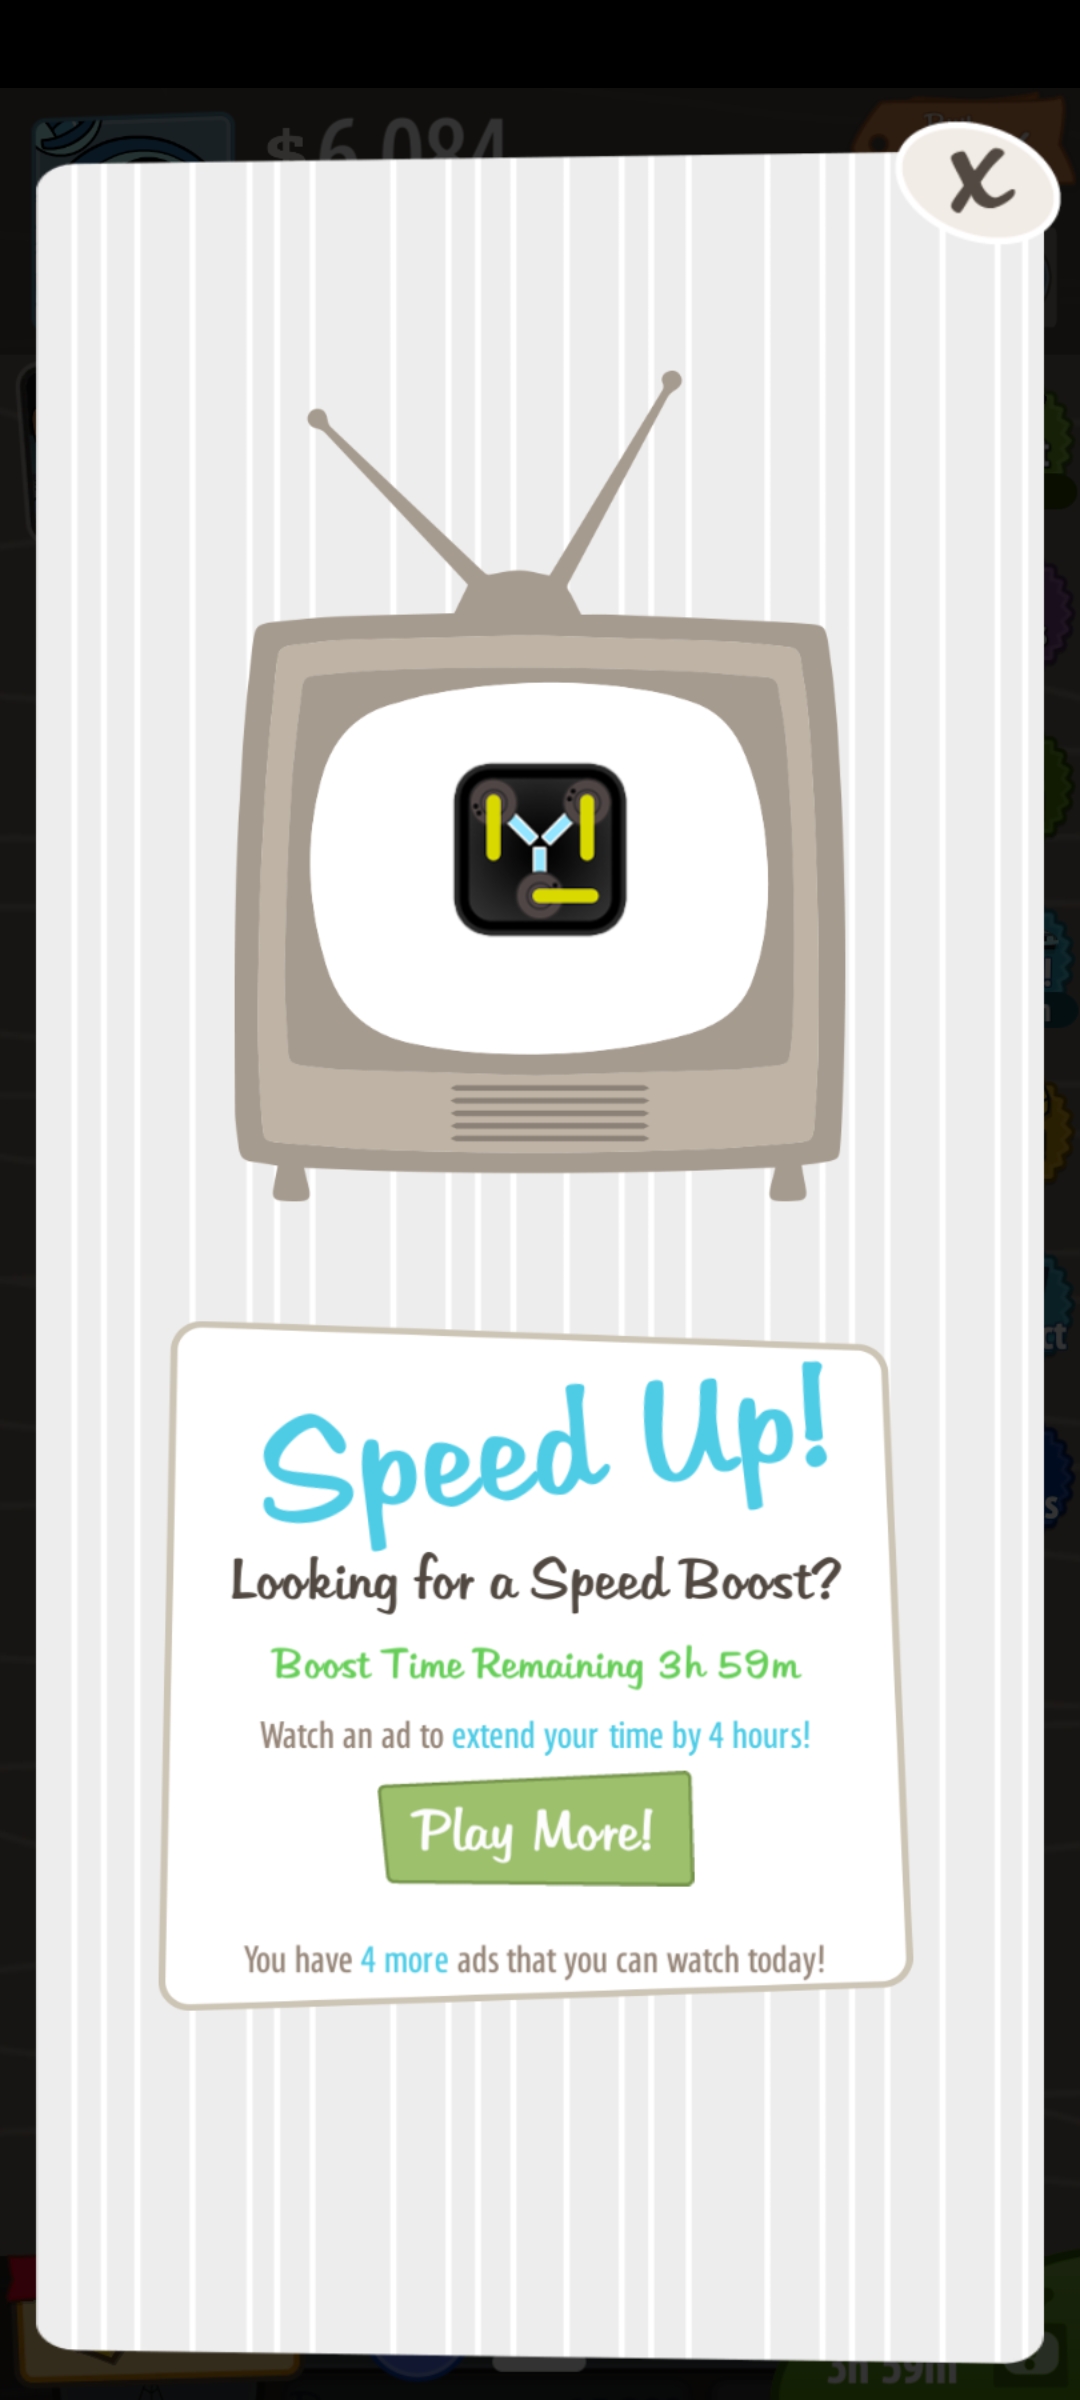 $6,084
X
Speed Up!
Looking for a Speed Boost?
Boost Time Remaining 3h 59m
Watch an ad to extend your time by 4 hours!
Play More!
You have 4 more ads that you can watch today!
3h 59m